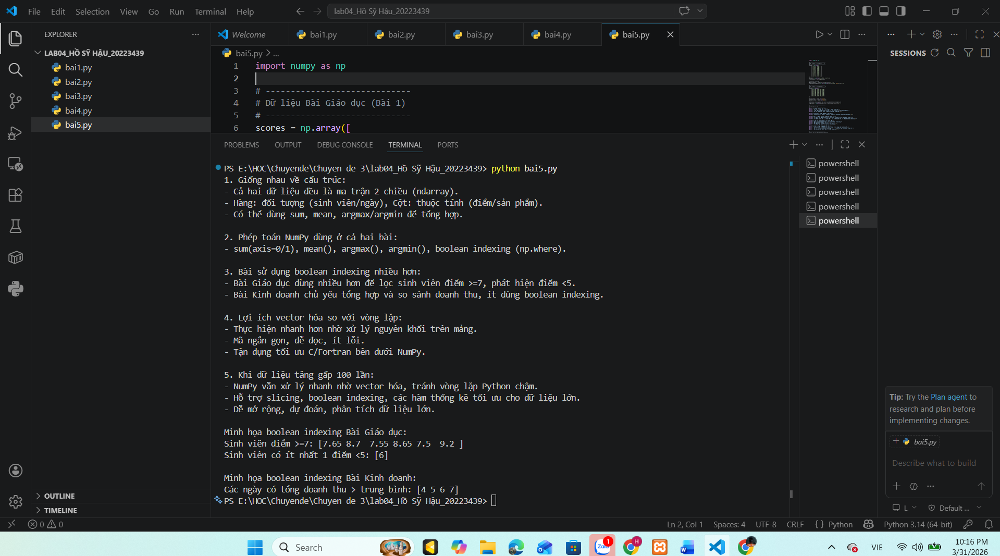 File Edit Selection View Go Run Terminal Help
lab04_Hồ Sỹ Hậu_20223439
EXPLORER
LAB04_HỒ SỸ HẬU_20223439
bai1.py
bai2.py
bai3.py
bai4.py
bai5.py
OUTLINE
TIMELINE
Welcome bai1.py bai2.py bai3.py bai4.py bai5.py
bai5.py > ...
1 import numpy as np
2
3 # -----------------------------
4 # Dữ liệu Bài Giáo dục (Bài 1)
5 # -----------------------------
6 scores = np.array([
PROBLEMS OUTPUT DEBUG CONSOLE TERMINAL PORTS
PS E:\HOC\Chuyende\Chuyen de 3\lab04_Hồ Sỹ Hậu_20223439> python bai5.py
1. Giống nhau về cấu trúc:
- Cả hai dữ liệu đều là ma trận 2 chiều (ndarray).
- Hàng: đối tượng (sinh viên/ngày), Cột: thuộc tính (điểm/sản phẩm).
- Có thể dùng sum, mean, argmax/argmin để tổng hợp.
2. Phép toán NumPy dùng ở cả hai bài:
- sum(axis=0/1), mean(), argmax(), argmin(), boolean indexing (np.where).
3. Bài sử dụng boolean indexing nhiều hơn:
- Bài Giáo dục dùng nhiều hơn để lọc sinh viên điểm >=7, phát hiện điểm <5.
- Bài Kinh doanh chủ yếu tổng hợp và so sánh doanh thu, ít dùng boolean indexing.
4. Lợi ích vector hóa so với vòng lặp:
- Thực hiện nhanh hơn nhờ xử lý nguyên khối trên mảng.
- Mã ngắn gọn, dễ đọc, ít lỗi.
- Tận dụng tối ưu C/Fortran bên dưới NumPy.
5. Khi dữ liệu tăng gấp 100 lần:
- NumPy vẫn xử lý nhanh nhờ vector hóa, tránh vòng lặp Python chậm.
- Hỗ trợ slicing, boolean indexing, các hàm thống kê tối ưu cho dữ liệu lớn.
- Dễ mở rộng, dự đoán, phân tích dữ liệu lớn.
Minh họa boolean indexing Bài Giáo dục:
Sinh viên điểm >=7: [7.65 8.7  7.55 8.65 7.5  9.2 ]
Sinh viên có ít nhất 1 điểm <5: [6]
Minh họa boolean indexing Bài Kinh doanh:
Các ngày có tổng doanh thu > trung bình: [4 5 6 7]
PS E:\HOC\Chuyende\Chuyen de 3\lab04_Hồ Sỹ Hậu_20223439>
powershell
powershell
powershell
powershell
powershell
SESSIONS
Tip: Try the Plan agent to
research and plan before
implementing changes.
bai5.py
Describe what to build
L. Default ...
0 0
Ln 2, Col 1 Spaces: 4 UTF-8 CRLF { } Python Python 3.14 (64-bit)
Search
Zalo 1
H
VIE
10:16 PM
3/31/2026